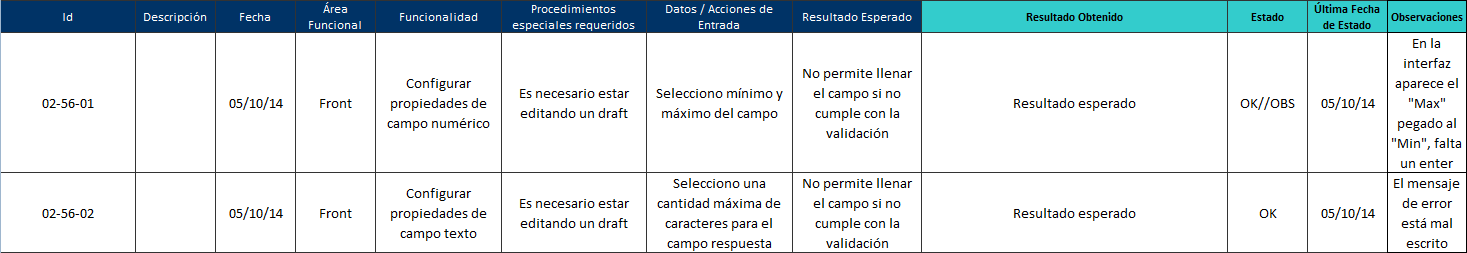 Id
Descripción
Fecha
Área
Funcional
Funcionalidad
Procedimientos
especiales requeridos
Datos / Acciones de
Entrada
Resultado Esperado
Resultado Obtenido
Estado
Última Fecha
de Estado
Observaciones
02-56-01
05/10/14
Front
Configurar
propiedades de
campo numérico
Es necesario estar
editando un draft
Selecciono mínimo y
máximo del campo
No permite llenar
el campo si no
cumple con la
validación
Resultado esperado
OK//OBS
05/10/14
En la
interfaz
aparece el
"Max"
pegado al
"Min", falta
un enter
02-56-02
05/10/14
Front
Configurar
propiedades de
campo texto
Es necesario estar
editando un draft
Selecciono una
cantidad máxima de
caracteres para el
campo respuesta
No permite llenar
el campo si no
cumple con la
validación
Resultado esperado
OK
05/10/14
El mensaje
de error
está mal
escrito